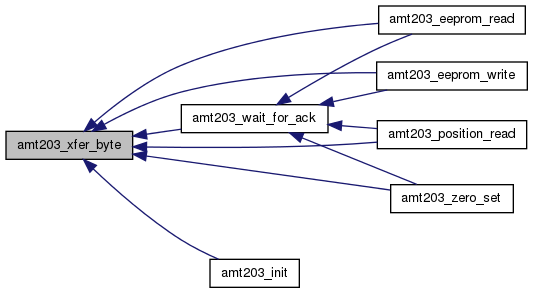 amt203_eeprom_read
amt203_eeprom_write
amt203_wait_for_ack
amt203_position_read
amt203_xfer_byte
amt203_zero_set
amt203_init